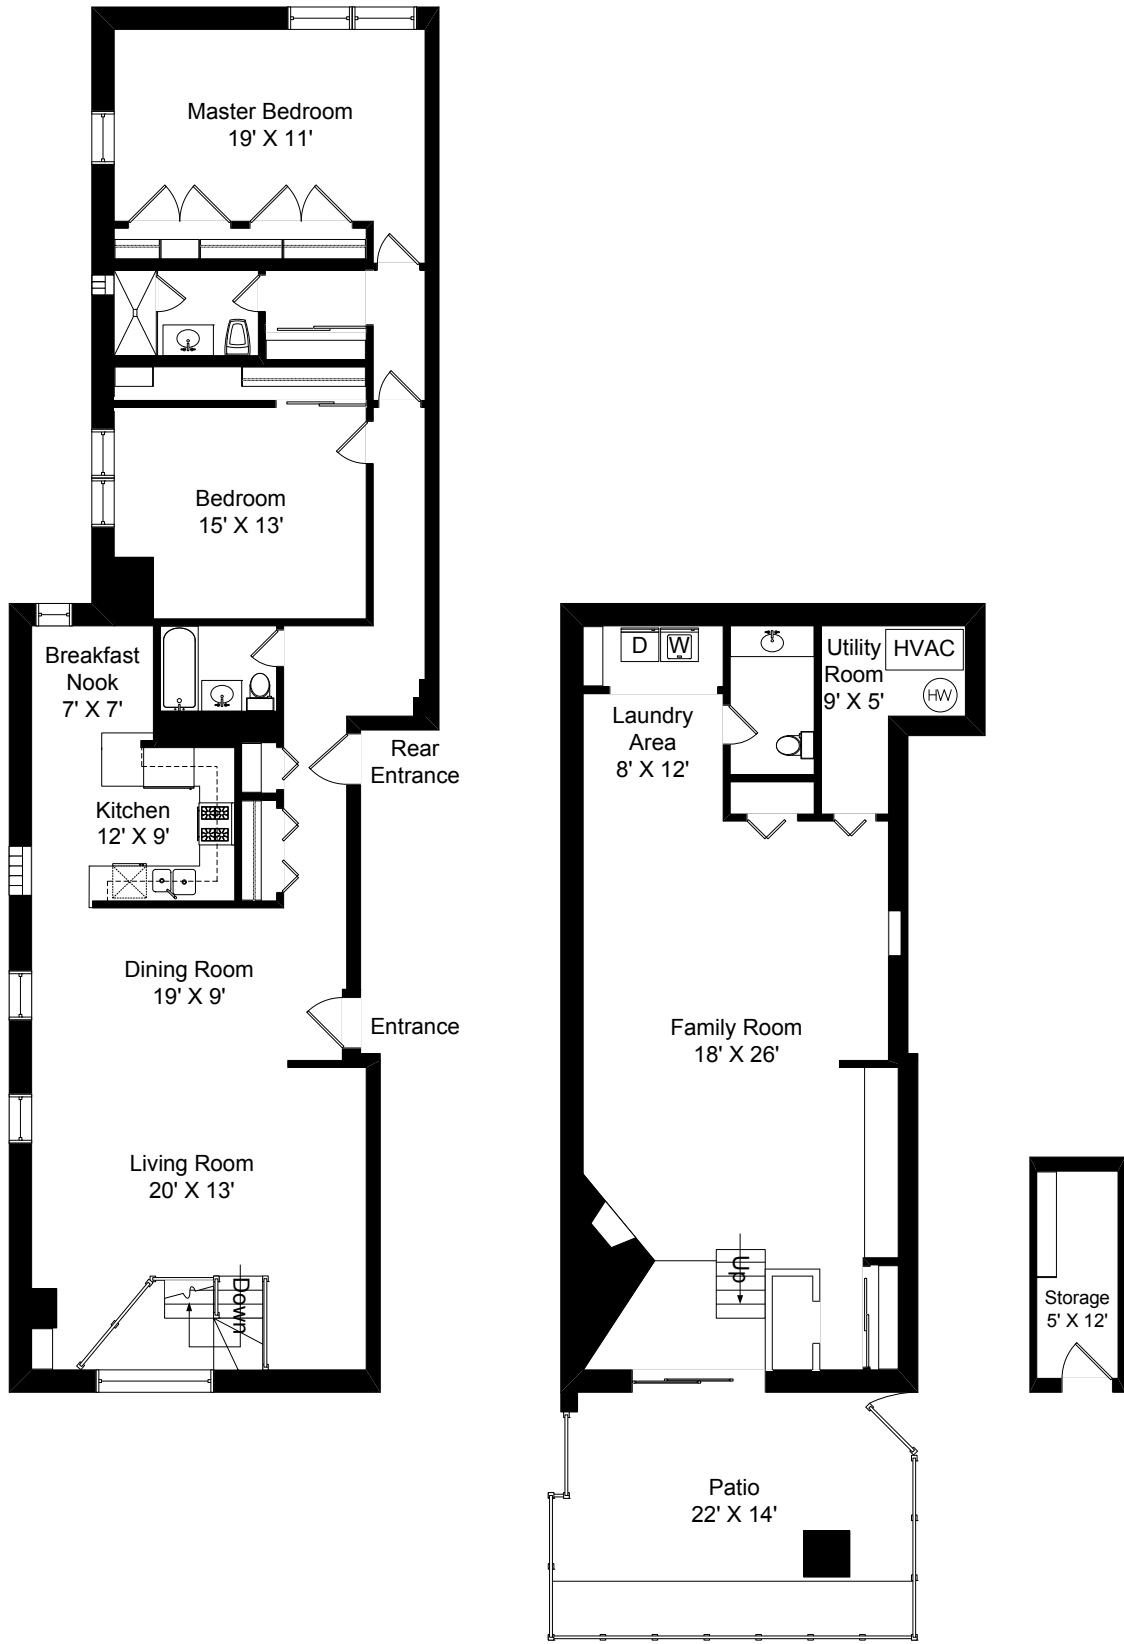 Master Bedroom
19' X 11'
Bedroom
15' X 13'
Breakfast
Nook
7' X 7'
Rear
Entrance
Kitchen
12' X 9'
Dining Room
19' X 9'
Entrance
Living Room
20' X 13'
Down
D
W
Utility
Room
9' X 5'
HVAC
HW
Laundry
Area
8' X 12'
Family Room
18' X 26'
Up
Patio
22' X 14'
Storage
5' X 12'